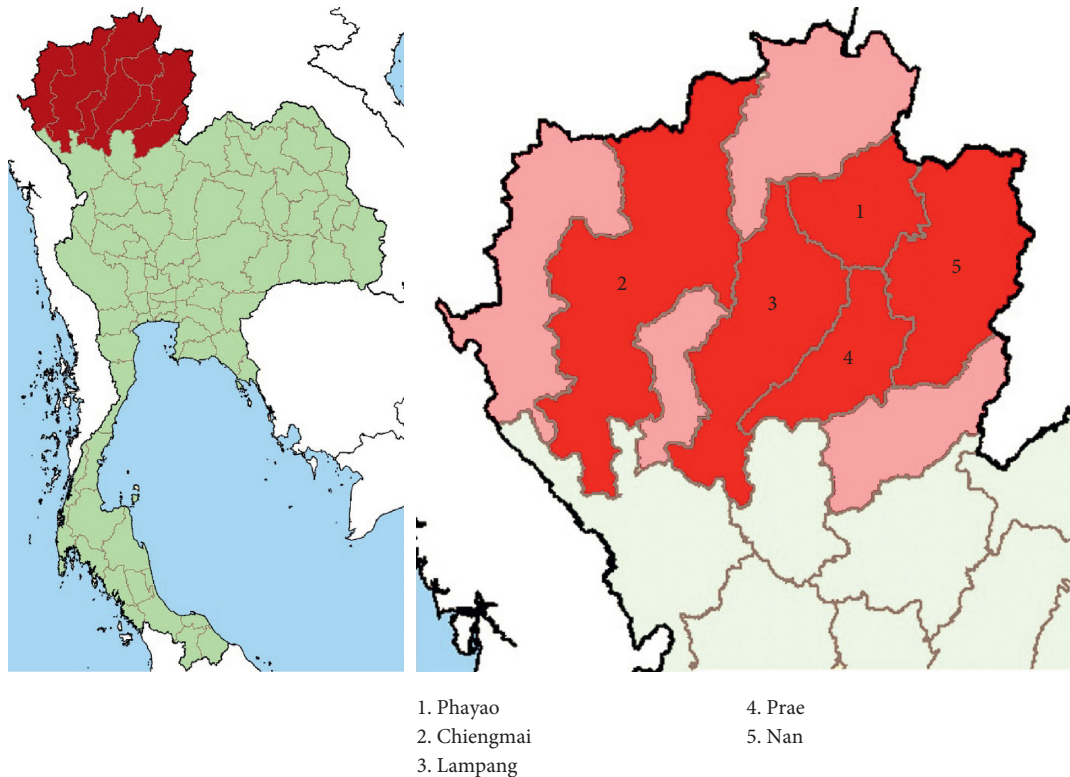 1
2
3
5
4
1. Phayao
2. Chiengmai
3. Lampang
4. Prae
5. Nan